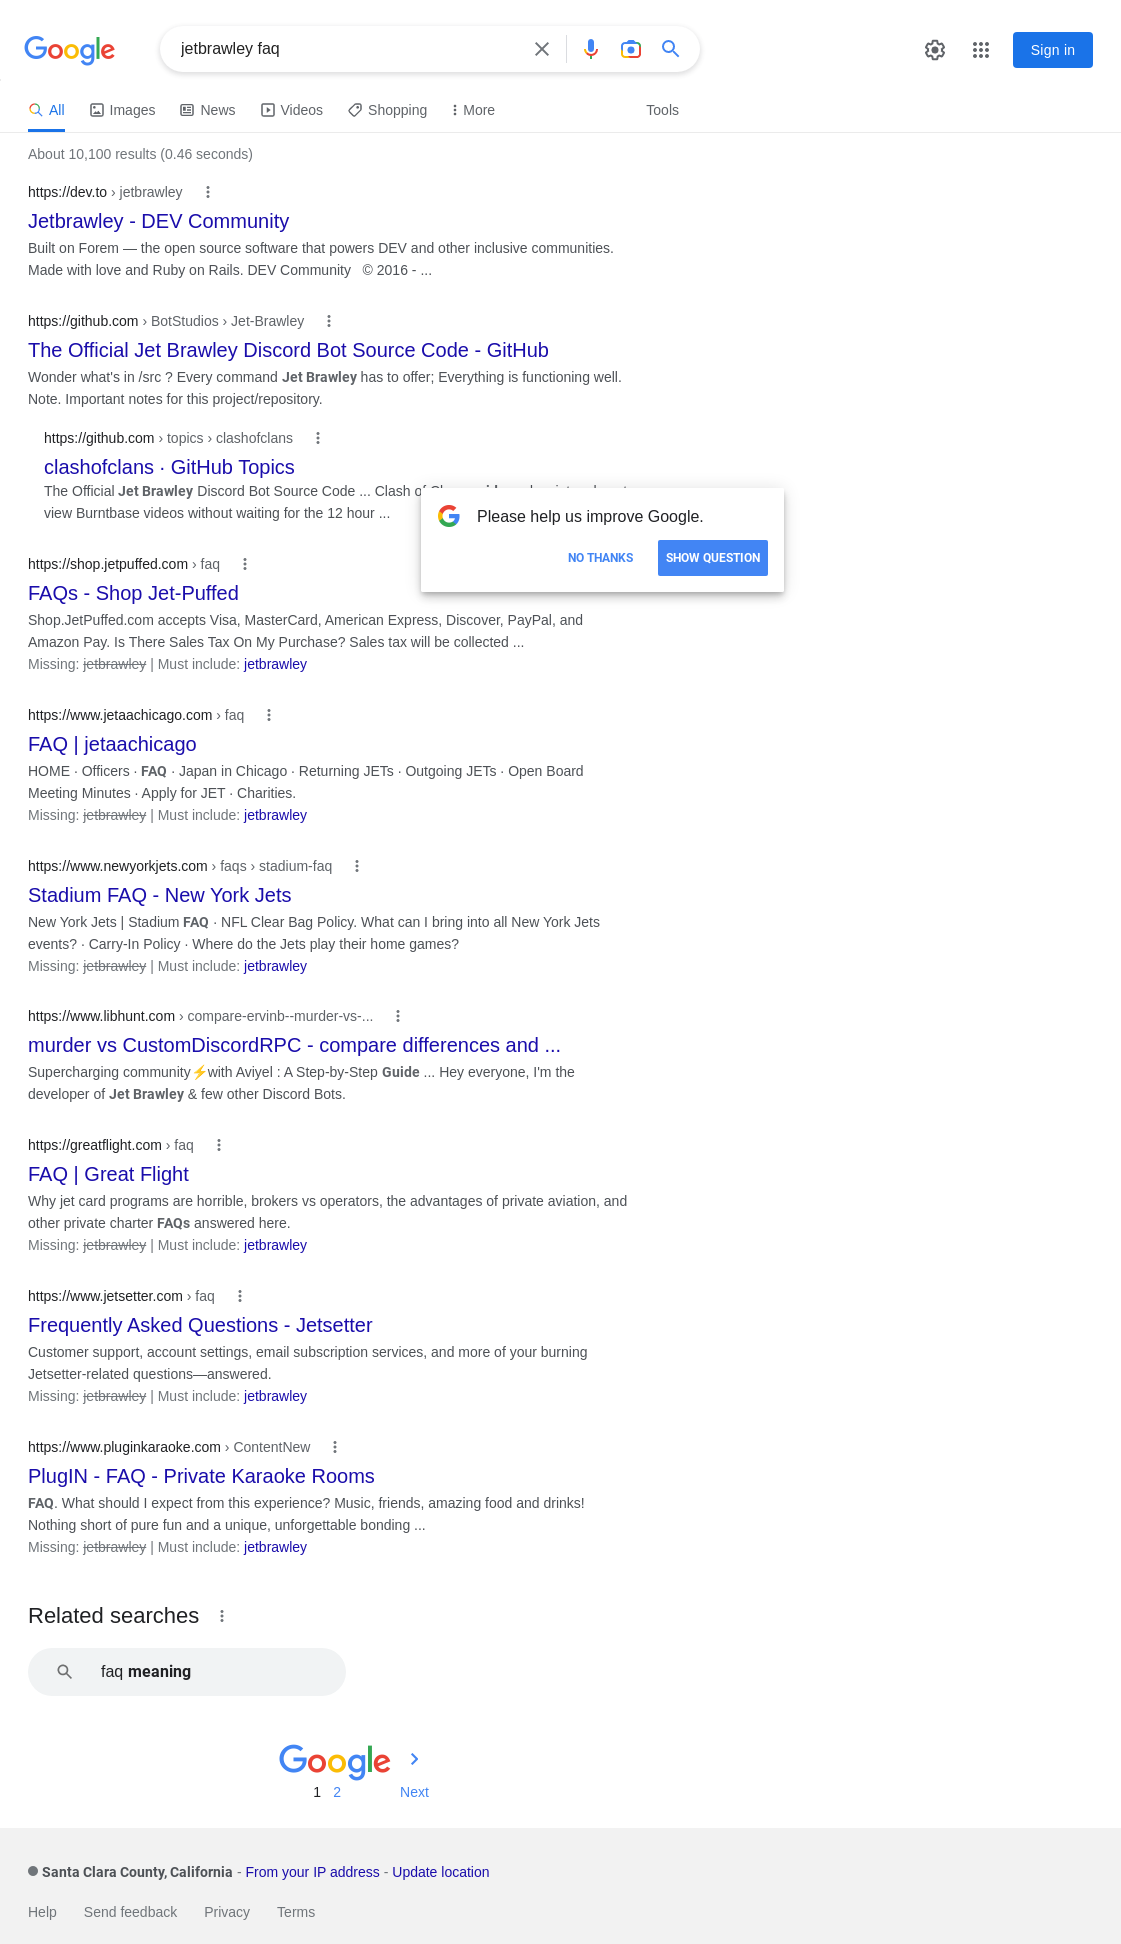 Google
jetbrawley faq
Sign in
All
Images
News
Videos
Shopping
More
Tools
About 10,100 results (0.46 seconds)
https://dev.to › jetbrawley
Jetbrawley - DEV Community
Built on Forem — the open source software that powers DEV and other inclusive communities.
Made with love and Ruby on Rails. DEV Community © 2016 - ...
https://github.com › BotStudios › Jet-Brawley
The Official Jet Brawley Discord Bot Source Code - GitHub
Wonder what's in /src ? Every command Jet Brawley has to offer; Everything is functioning well.
Note. Important notes for this project/repository.
https://github.com › topics › clashofclans
clashofclans · GitHub Topics
The Official Jet Brawley Discord Bot Source Code ... Clash of
view Burntbase videos without waiting for the 12 hour ...
Please help us improve Google.
NO THANKS
SHOW QUESTION
https://shop.jetpuffed.com › faq
FAQs - Shop Jet-Puffed
Shop.JetPuffed.com accepts Visa, MasterCard, American Express, Discover, PayPal, and
Amazon Pay. Is There Sales Tax On My Purchase? Sales tax will be collected ...
Missing: jetbrawley | Must include: jetbrawley
https://www.jetaachicago.com › faq
FAQ | jetaachicago
HOME · Officers · FAQ · Japan in Chicago · Returning JETs · Outgoing JETs · Open Board
Meeting Minutes · Apply for JET · Charities.
Missing: jetbrawley | Must include: jetbrawley
https://www.newyorkjets.com › faqs › stadium-faq
Stadium FAQ - New York Jets
New York Jets | Stadium FAQ · NFL Clear Bag Policy. What can I bring into all New York Jets
events? · Carry-In Policy · Where do the Jets play their home games?
Missing: jetbrawley | Must include: jetbrawley
https://www.libhunt.com › compare-ervinb--murder-vs-...
murder vs CustomDiscordRPC - compare differences and ...
Supercharging community⚡with Aviyel : A Step-by-Step Guide ... Hey everyone, I'm the
developer of Jet Brawley & few other Discord Bots.
https://greatflight.com › faq
FAQ | Great Flight
Why jet card programs are horrible, brokers vs operators, the advantages of private aviation, and
other private charter FAQs answered here.
Missing: jetbrawley | Must include: jetbrawley
https://www.jetsetter.com › faq
Frequently Asked Questions - Jetsetter
Customer support, account settings, email subscription services, and more of your burning
Jetsetter-related questions—answered.
Missing: jetbrawley | Must include: jetbrawley
https://www.pluginkaraoke.com › ContentNew
PlugIN - FAQ - Private Karaoke Rooms
FAQ. What should I expect from this experience? Music, friends, amazing food and drinks!
Nothing short of pure fun and a unique, unforgettable bonding ...
Missing: jetbrawley | Must include: jetbrawley
Related searches
faq meaning
Google
1 2 Next
Santa Clara County, California - From your IP address - Update location
Help Send feedback Privacy Terms